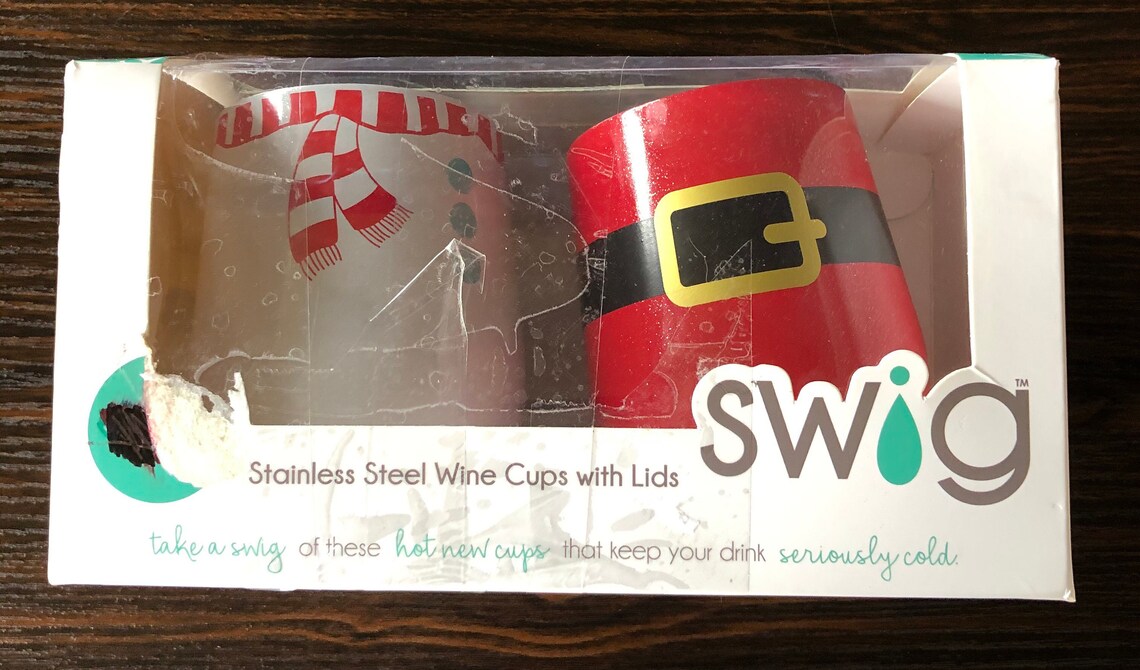 swig™
Stainless Steel Wine Cups with Lids
take a swig of these hot new cups that keep your drink seriously cold.